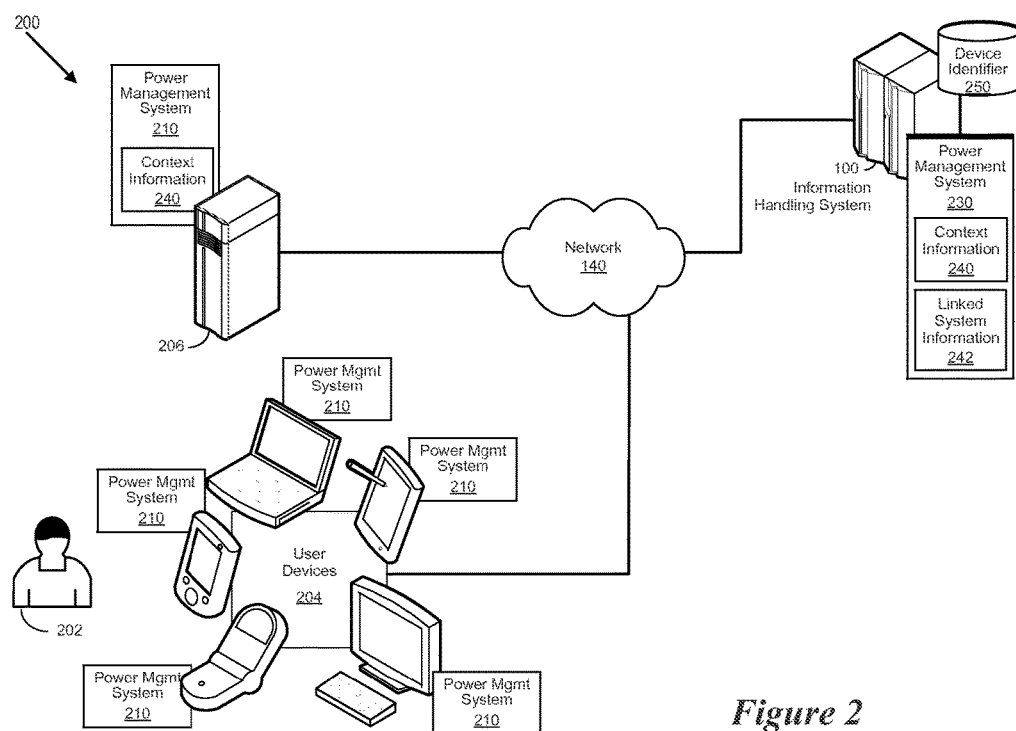 200
Power
Management
System
210
Context
Information
240
206
Network
140
Device
Identifier
250
100
Information
Handling System
Power
Management
System
230
Context
Information
240
Linked
System
Information
242
Power Mgmt
System
210
Power Mgmt
System
210
Power Mgmt
System
210
User
Devices
204
202
Power Mgmt
System
210
Power Mgmt
System
210
Figure 2